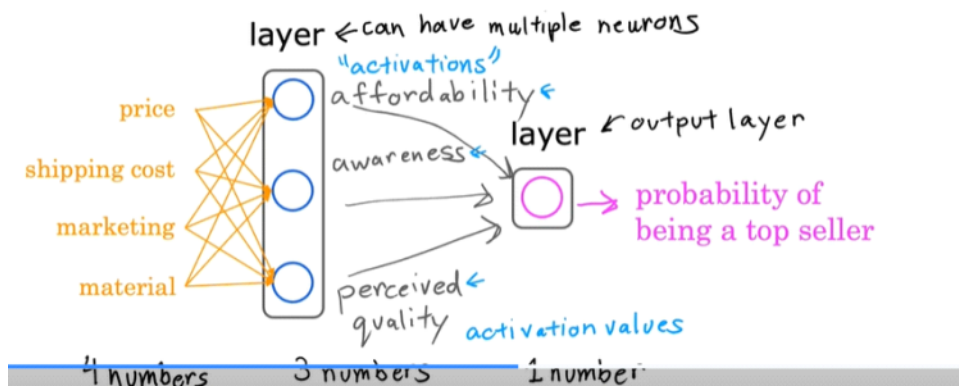 layer ←can have multiple neurons
"activations"
price
affordability←
layer ←output layer
shipping cost
awareness←
probability of
being a top seller
marketing
material
perceived←
quality
activation values
4 numbers
3 numbers
1 number